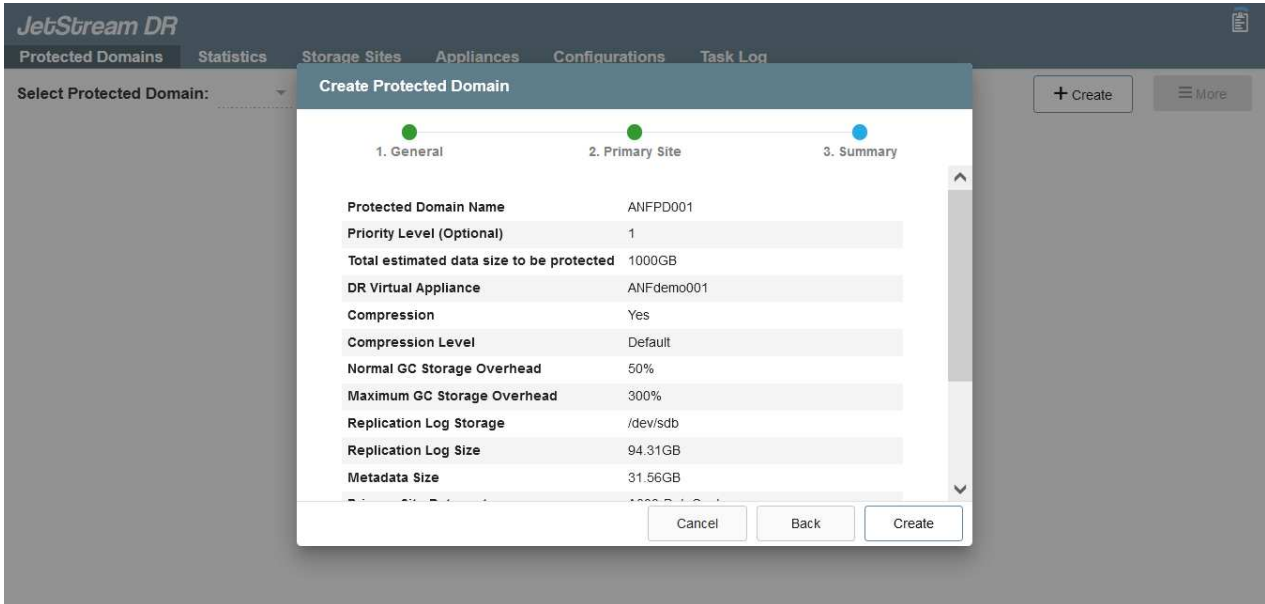 JetStream DR
Protected Domains Statistics Storage Sites Appliances Configurations Task Log
Select Protected Domain:
+ Create
More
Create Protected Domain
1. General 2. Primary Site 3. Summary
Protected Domain Name ANFPD001
Priority Level (Optional) 1
Total estimated data size to be protected 1000GB
DR Virtual Appliance ANFdemo001
Compression Yes
Compression Level Default
Normal GC Storage Overhead 50%
Maximum GC Storage Overhead 300%
Replication Log Storage /dev/sdb
Replication Log Size 94.31GB
Metadata Size 31.56GB
Cancel Back Create